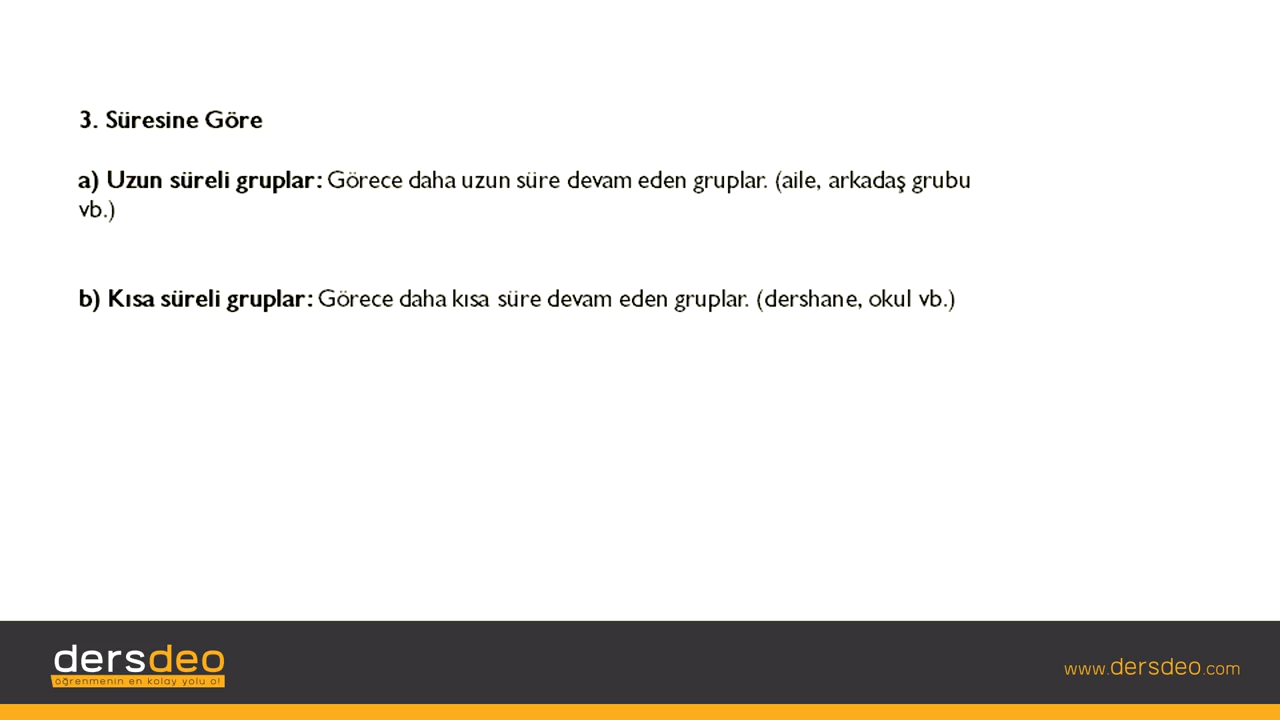 3. Süresine Göre
a) Uzun süreli gruplar: Görece daha uzun süre devam eden gruplar. (aile, arkadaş grubu
vb.)
b) Kısa süreli gruplar: Görece daha kısa süre devam eden gruplar. (dershane, okul vb.)
dersdeo
öğrenmenin en kolay yolu o!
www.dersdeo.com